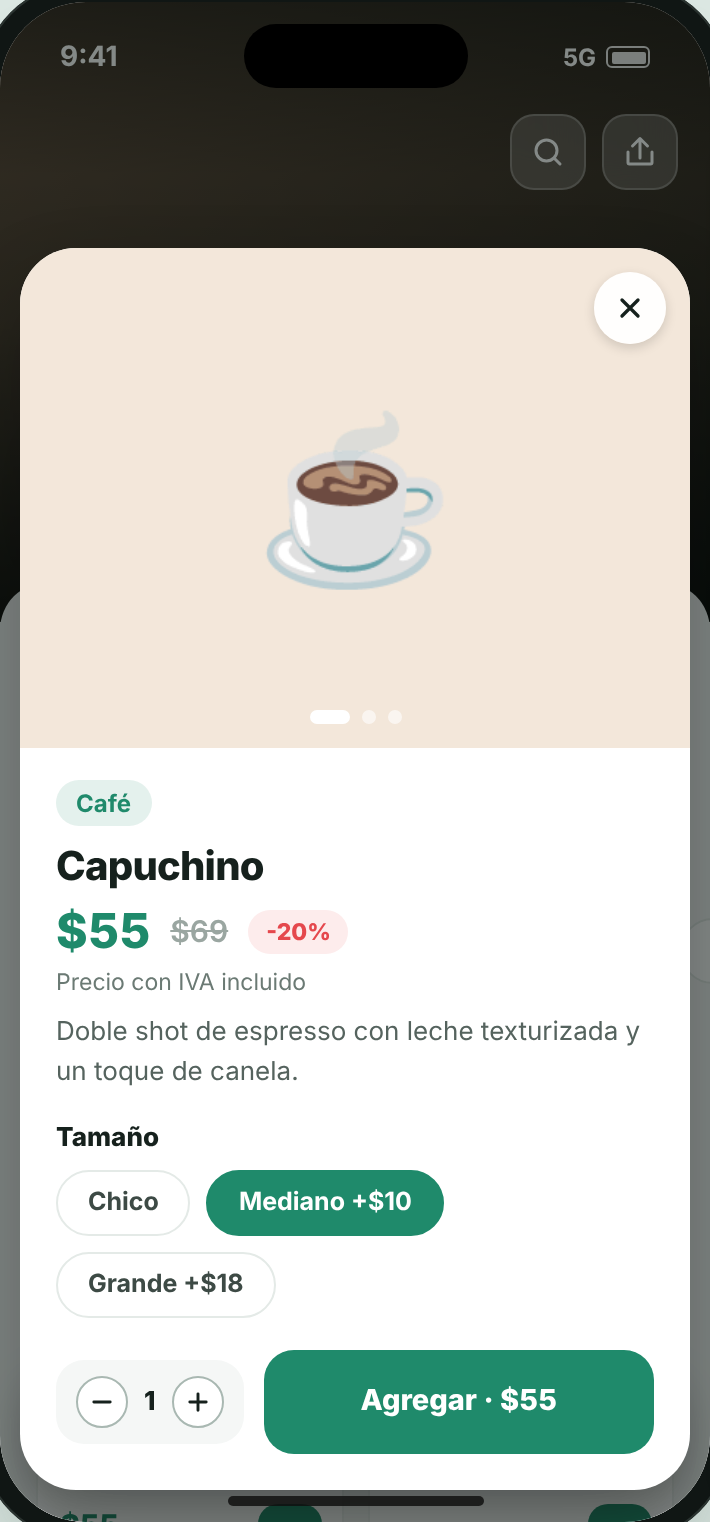 9:41
5G
Café
Capuchino
$55 $69 -20%
Precio con IVA incluido
Doble shot de espresso con leche texturizada y
un toque de canela.
Tamaño
Chico Mediano +$10
Grande +$18
1 Agregar · $55
$55